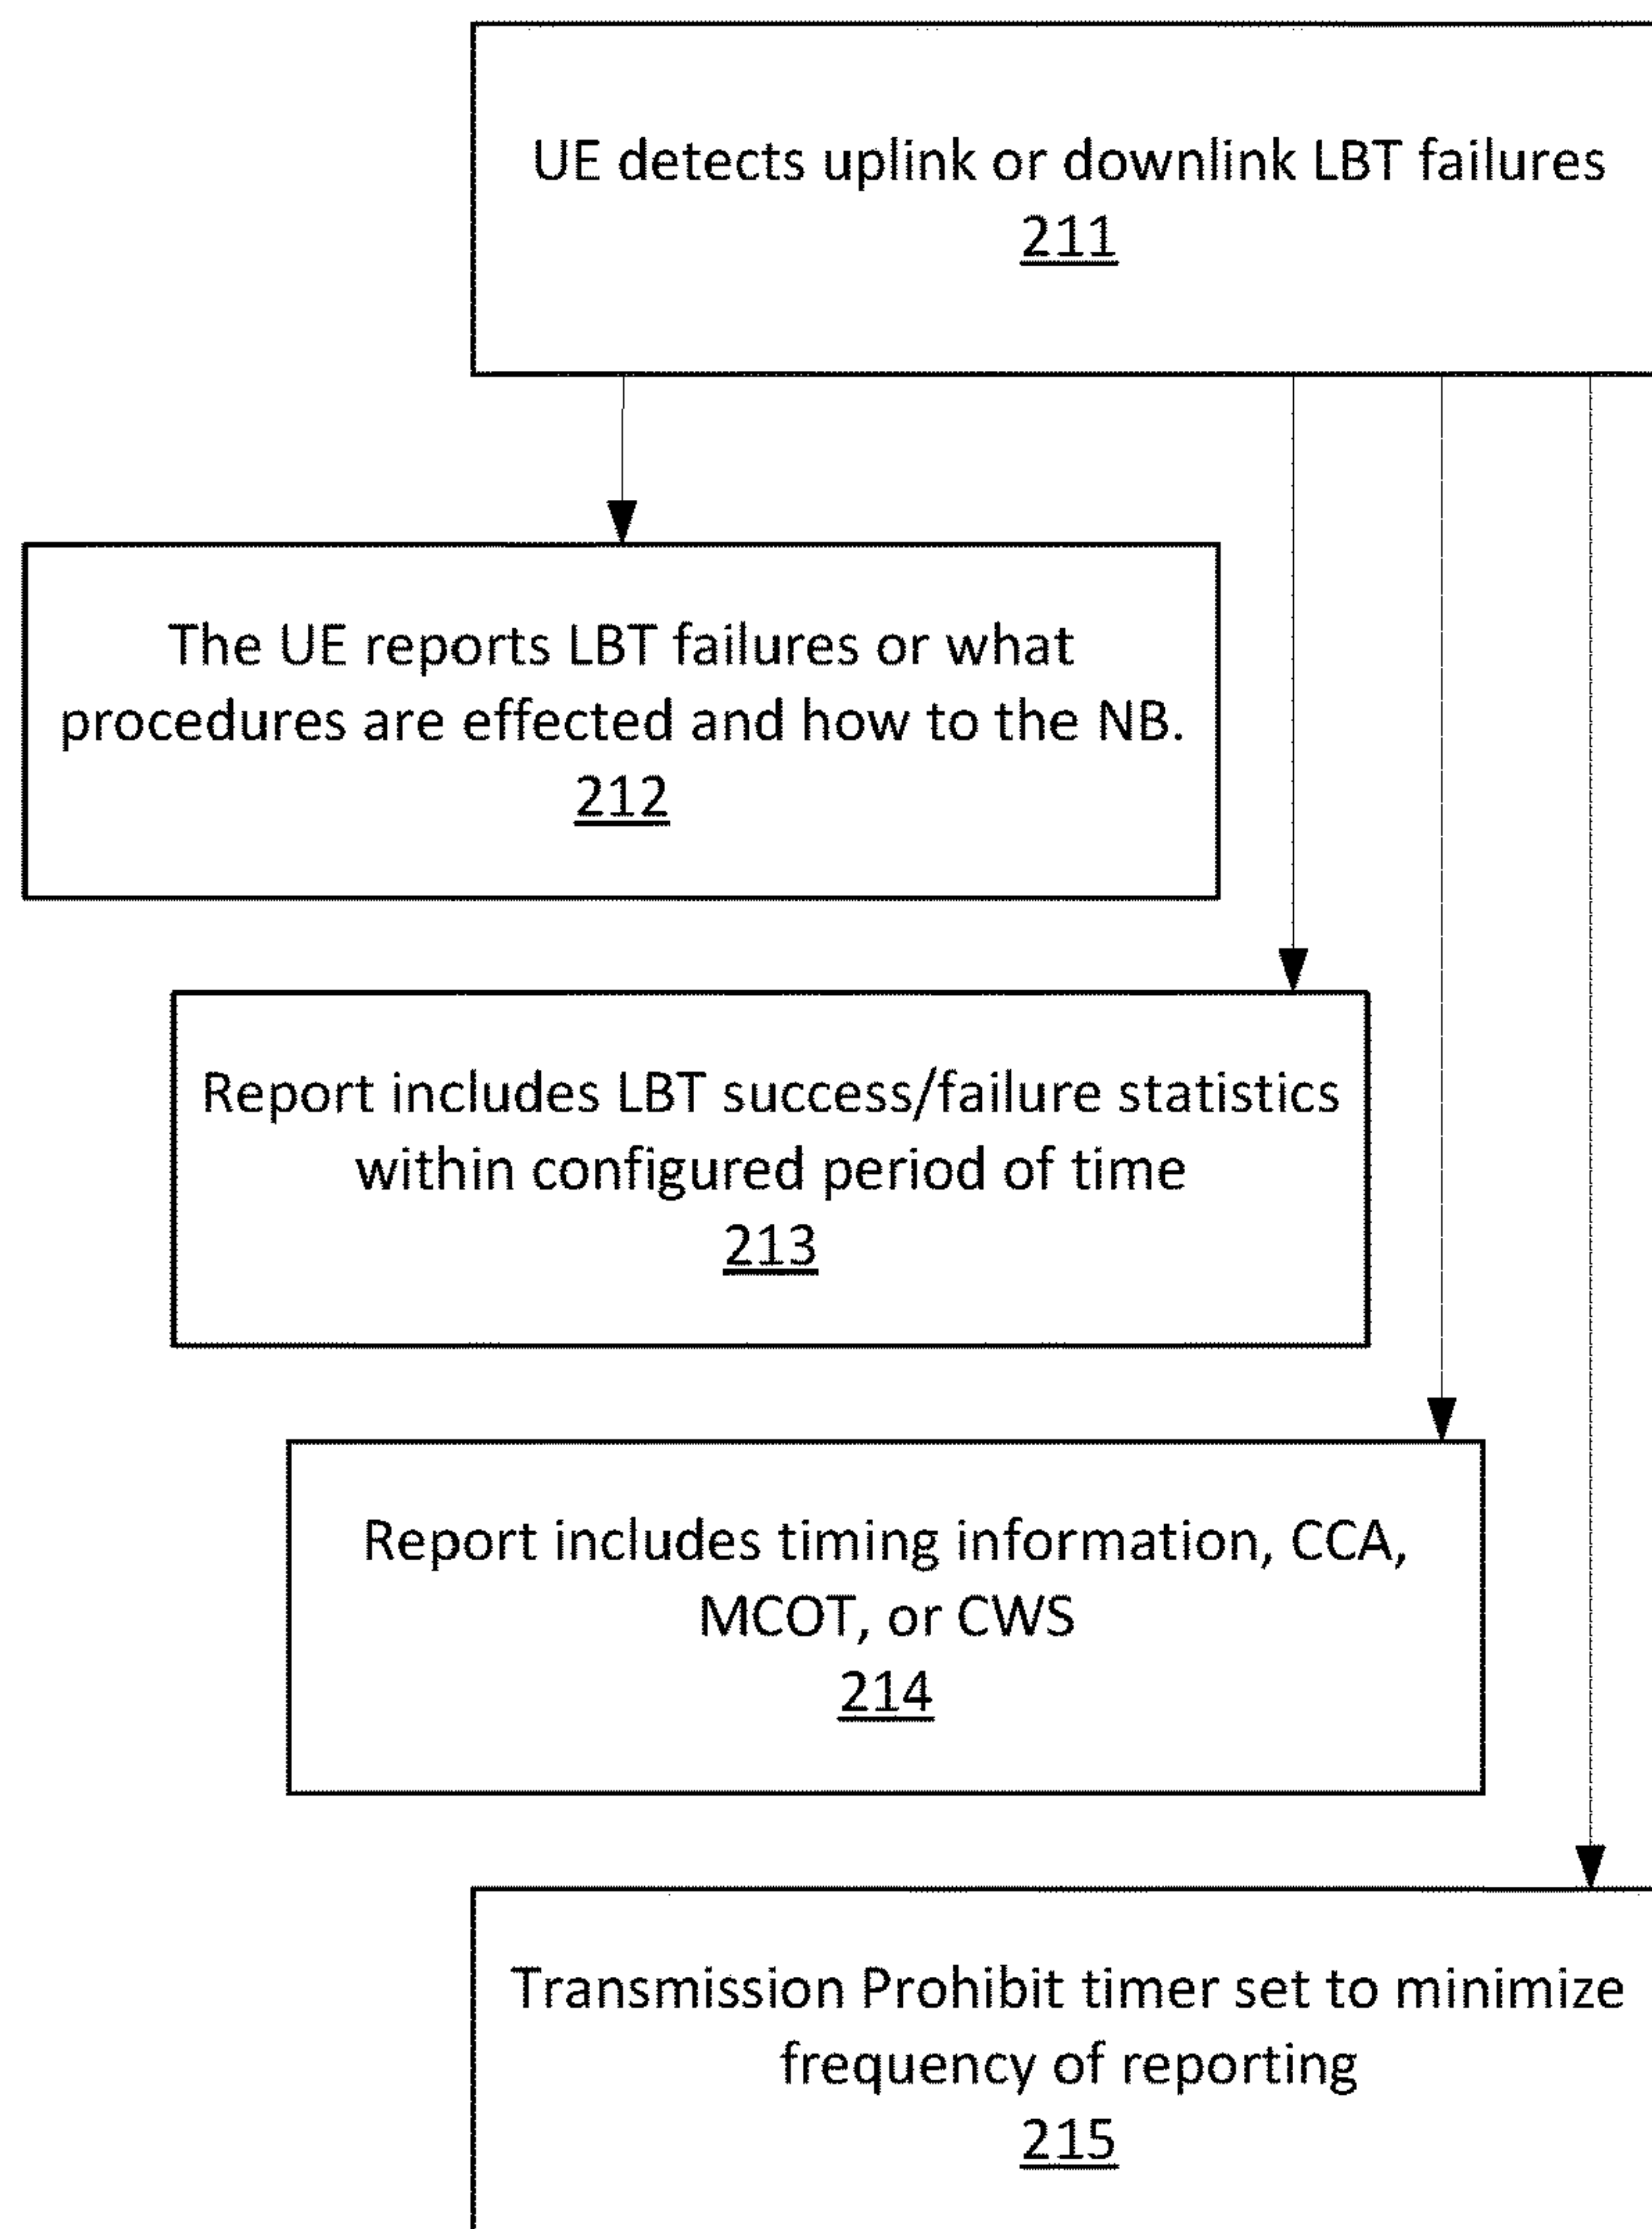 UE detects uplink or downlink LBT failures
211
The UE reports LBT failures or what
procedures are effected and how to the NB.
212
Report includes LBT success/failure statistics
within configured period of time
213
Report includes timing information, CCA,
MCOT, or CWS
214
Transmission Prohibit timer set to minimize
frequency of reporting
215